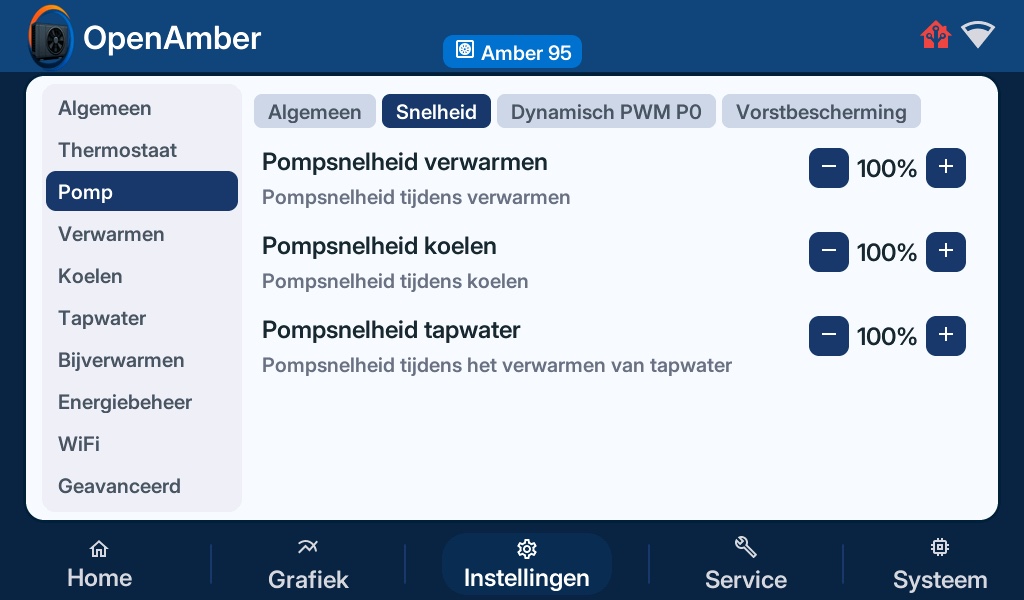 OpenAmber
Amber 95
Algemeen
Thermostaat
Pomp
Verwarmen
Koelen
Tapwater
Bijverwarmen
Energiebeheer
WiFi
Geavanceerd
Algemeen Snelheid Dynamisch PWM P0 Vorstbescherming
Pompsnelheid verwarmen
Pompsnelheid tijdens verwarmen
− 100% +
Pompsnelheid koelen
Pompsnelheid tijdens koelen
− 100% +
Pompsnelheid tapwater
Pompsnelheid tijdens het verwarmen van tapwater
− 100% +
Home Grafiek Instellingen Service Systeem